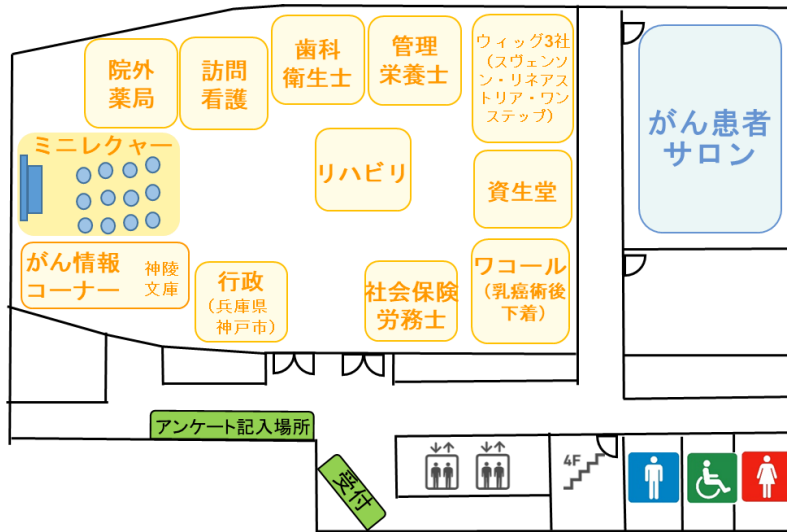 院外
薬局
訪問
看護
歯科
衛生士
管理
栄養士
ウィッグ3社
(スヴェンソ
ン・リネアス
トリア・ワン
ステップ)
がん患者
サロン
ミニレクチャー
リハビリ
資生堂
がん情報
コーナー
神陵
文庫
行政
(兵庫県
神戸市)
社会保険
労務士
ワコール
(乳癌術後
下着)
アンケート記入場所
受付
4F